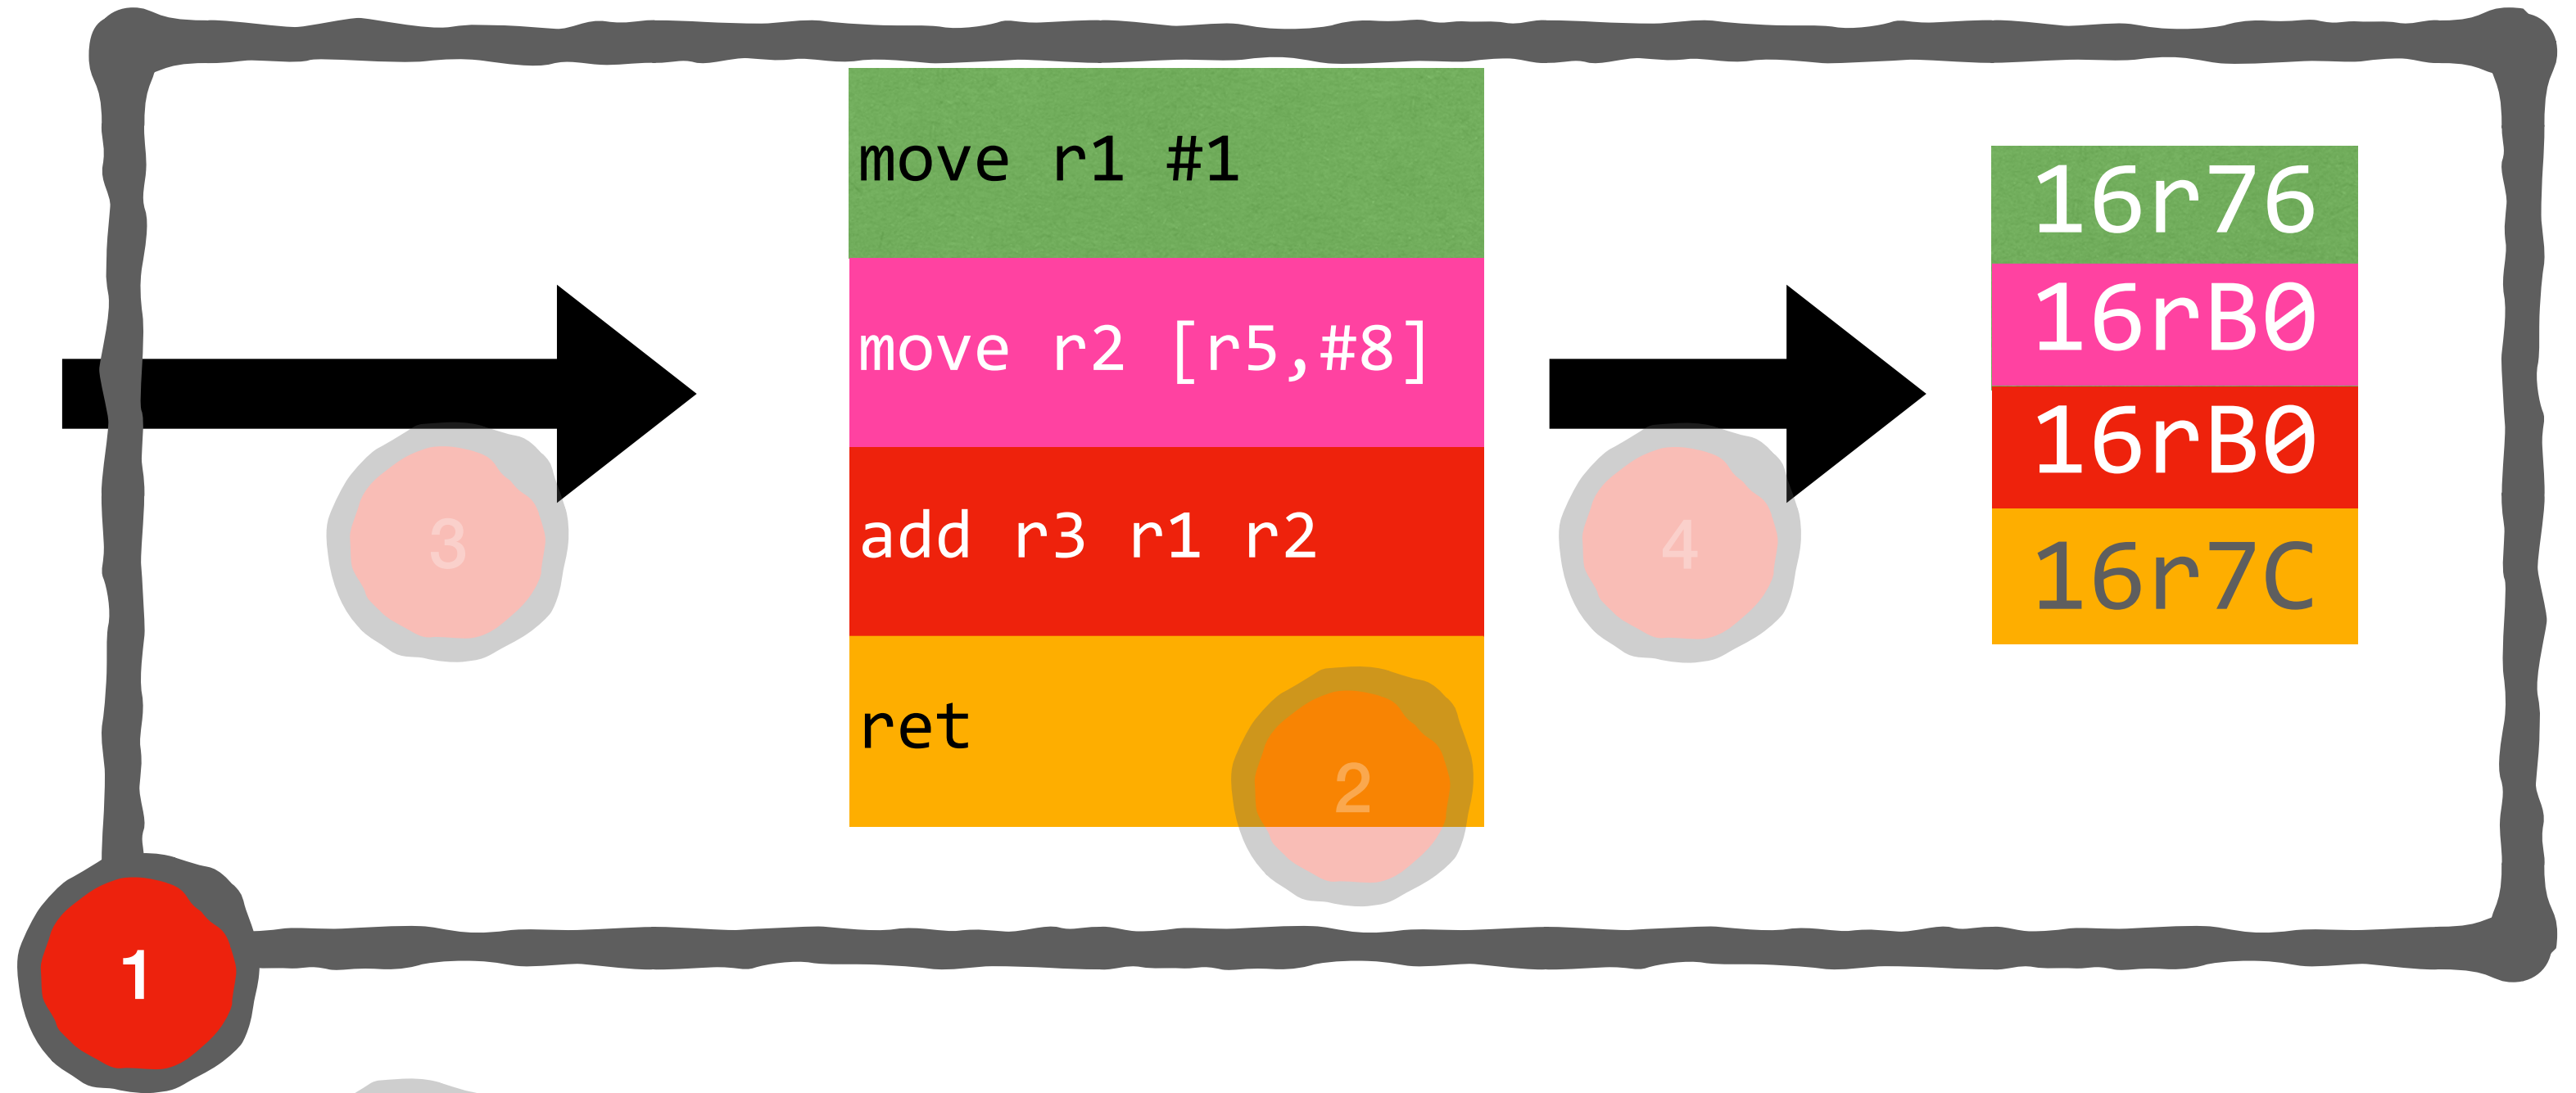 move r1 #1
move r2 [r5,#8]
add r3 r1 r2
ret
16r76
16rB0
16rB0
16r7C
3
4
2
1